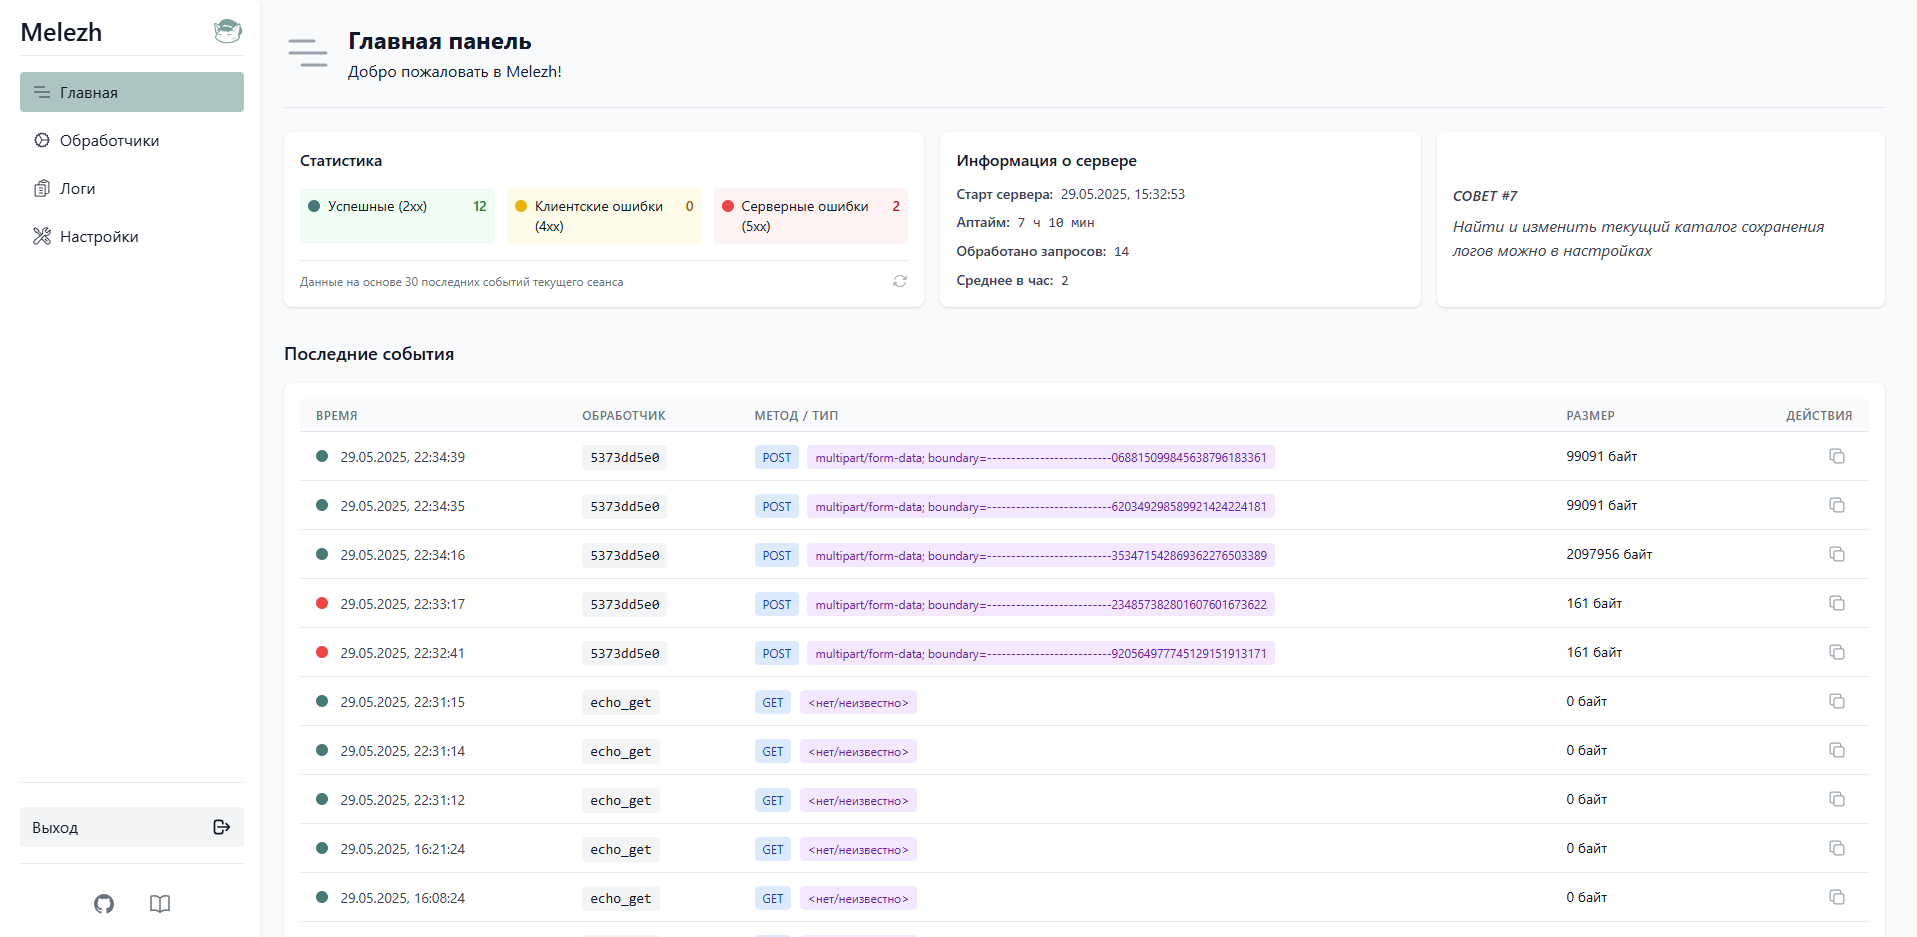 Melezh
Главная
Обработчики
Логи
Настройки
Выход
Главная панель
Добро пожаловать в Melezh!
Статистика
Успешные (2xx) 12
Клиентские ошибки (4xx) 0
Серверные ошибки (5xx) 2
Данные на основе 30 последних событий текущего сеанса
Информация о сервере
Старт сервера: 29.05.2025, 15:32:53
Аптайм: 7 ч 10 мин
Обработано запросов: 14
Среднее в час: 2
СОВЕТ #7
Найти и изменить текущий каталог сохранения
логов можно в настройках
Последние события
ВРЕМЯ ОБРАБОТЧИК МЕТОД / ТИП РАЗМЕР ДЕЙСТВИЯ
29.05.2025, 22:34:39 5373dd5e0 POST multipart/form-data; boundary=--------------------------068815099845638796183361 99091 байт
29.05.2025, 22:34:35 5373dd5e0 POST multipart/form-data; boundary=--------------------------620349298589921424224181 99091 байт
29.05.2025, 22:34:16 5373dd5e0 POST multipart/form-data; boundary=--------------------------353471542869362276503389 2097956 байт
29.05.2025, 22:33:17 5373dd5e0 POST multipart/form-data; boundary=--------------------------234857382801607601673622 161 байт
29.05.2025, 22:32:41 5373dd5e0 POST multipart/form-data; boundary=--------------------------920564977745129151913171 161 байт
29.05.2025, 22:31:15 echo_get GET <нет/неизвестно> 0 байт
29.05.2025, 22:31:14 echo_get GET <нет/неизвестно> 0 байт
29.05.2025, 22:31:12 echo_get GET <нет/неизвестно> 0 байт
29.05.2025, 16:21:24 echo_get GET <нет/неизвестно> 0 байт
29.05.2025, 16:08:24 echo_get GET <нет/неизвестно> 0 байт